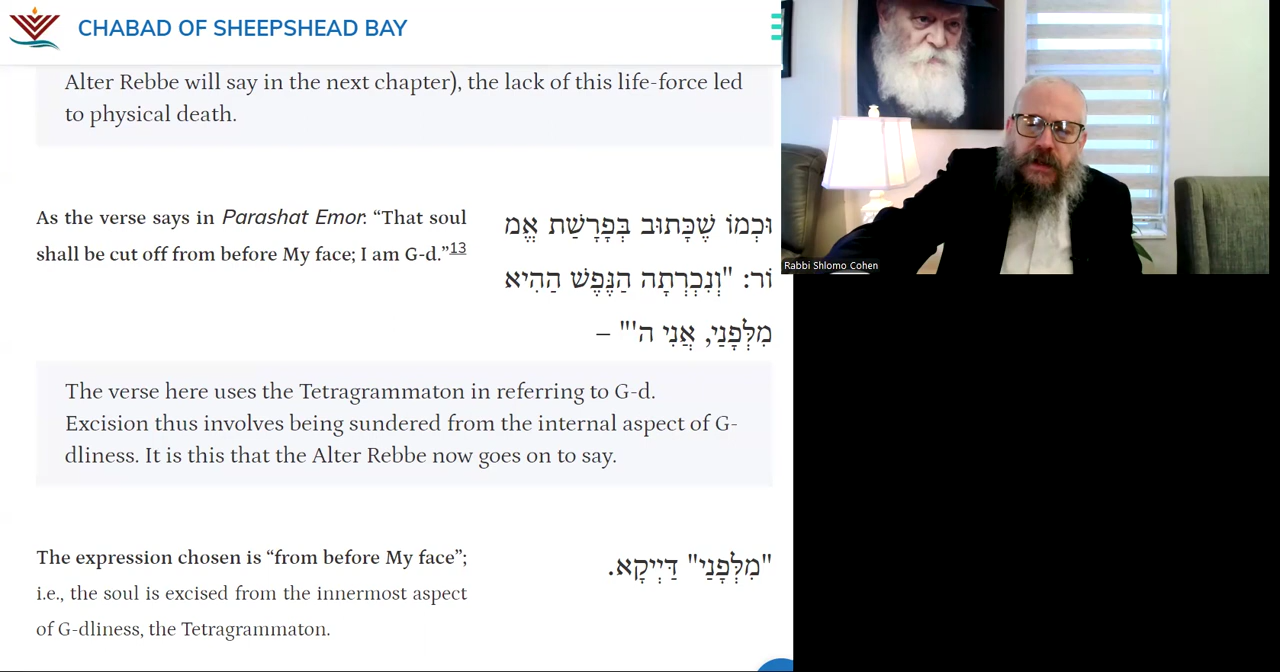 CHABAD OF SHEEPSHEAD BAY
Alter Rebbe will say in the next chapter), the lack of this life-force led
to physical death.
As the verse says in Parashat Emor: “That soul
shall be cut off from before My face; I am G-d.”13
וּכְמוֹ שֶׁכָּתוּב בְּפָרָשַׁת אֱמ
וֹר: "וְנִכְרְתָה הַנֶּפֶשׁ הַהִיא
מִלְּפָנַי, אֲנִי ה'" –
The verse here uses the Tetragrammaton in referring to G-d.
Excision thus involves being sundered from the internal aspect of G-
dliness. It is this that the Alter Rebbe now goes on to say.
The expression chosen is “from before My face”;
i.e., the soul is excised from the innermost aspect
of G-dliness, the Tetragrammaton.
"מִלְּפָנַי" דַּיְיקָא.
Rabbi Shlomo Cohen